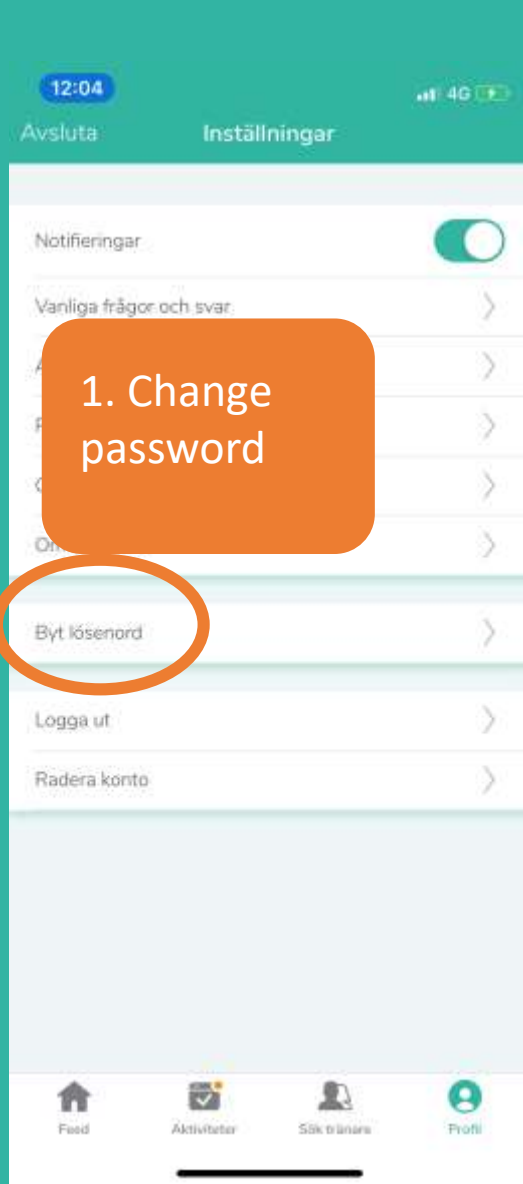 12:04
4G
Avsluta
Inställningar
Notifieringar
Vanliga frågor och svar
1. Change
password
Byt lösenord
Logga ut
Radera konto
Feed
Aktiviteter
Sök tränare
Profil